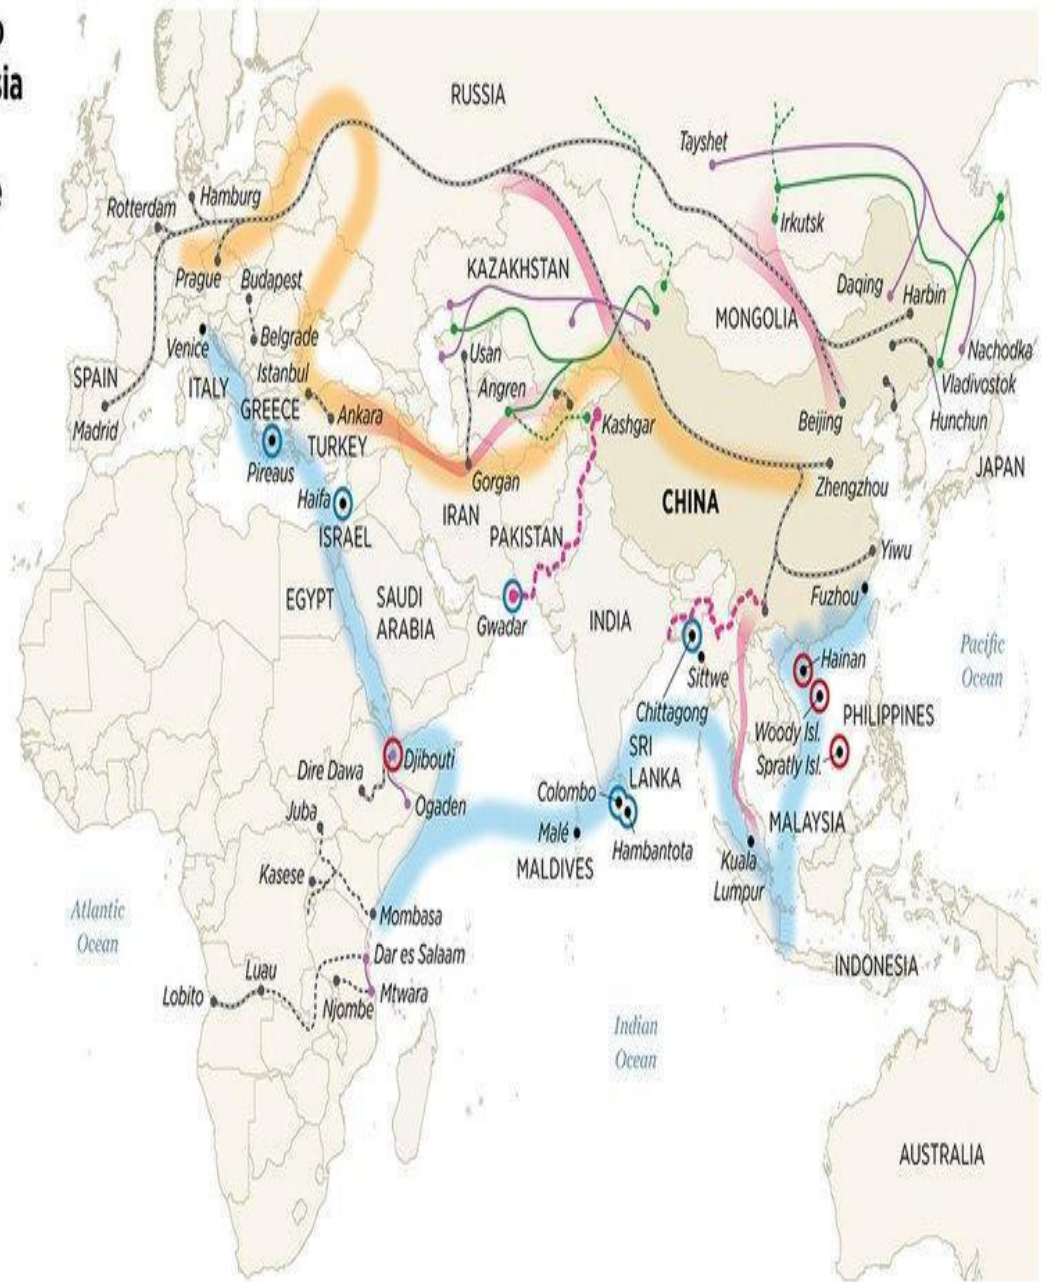 sia
RUSSIA
Tayshet
Hamburg
Rotterdam
Irkutsk
Prague
Budapest
KAZAKHSTAN
Daqing
Harbin
MONGOLIA
Venice
Belgrade
Usan
Nachodka
SPAIN
ITALY
Istanbul
Angren
Vladivostok
GREECE
Ankara
Kashgar
Beijing
Hunchun
Madrid
TURKEY
Pireaus
Gorgan
Zhengzhou
JAPAN
Haifa
IRAN
CHINA
ISRAEL
PAKISTAN
Yiwu
EGYPT
SAUDI
ARABIA
Gwadar
INDIA
Fuzhou
Pacific
Ocean
Sittwe
Hainan
Chittagong
Woody Isl.
PHILIPPINES
Spratly Isl.
SRI
LANKA
Djibouti
Dire Dawa
Ogaden
Colombo
Juba
Malé
MALDIVES
Hambantota
MALAYSIA
Kuala
Lumpur
Kasese
Mombasa
Atlantic
Ocean
Dar es Salaam
INDONESIA
Luau
Lobito
Njombe
Mtwara
Indian
Ocean
AUSTRALIA